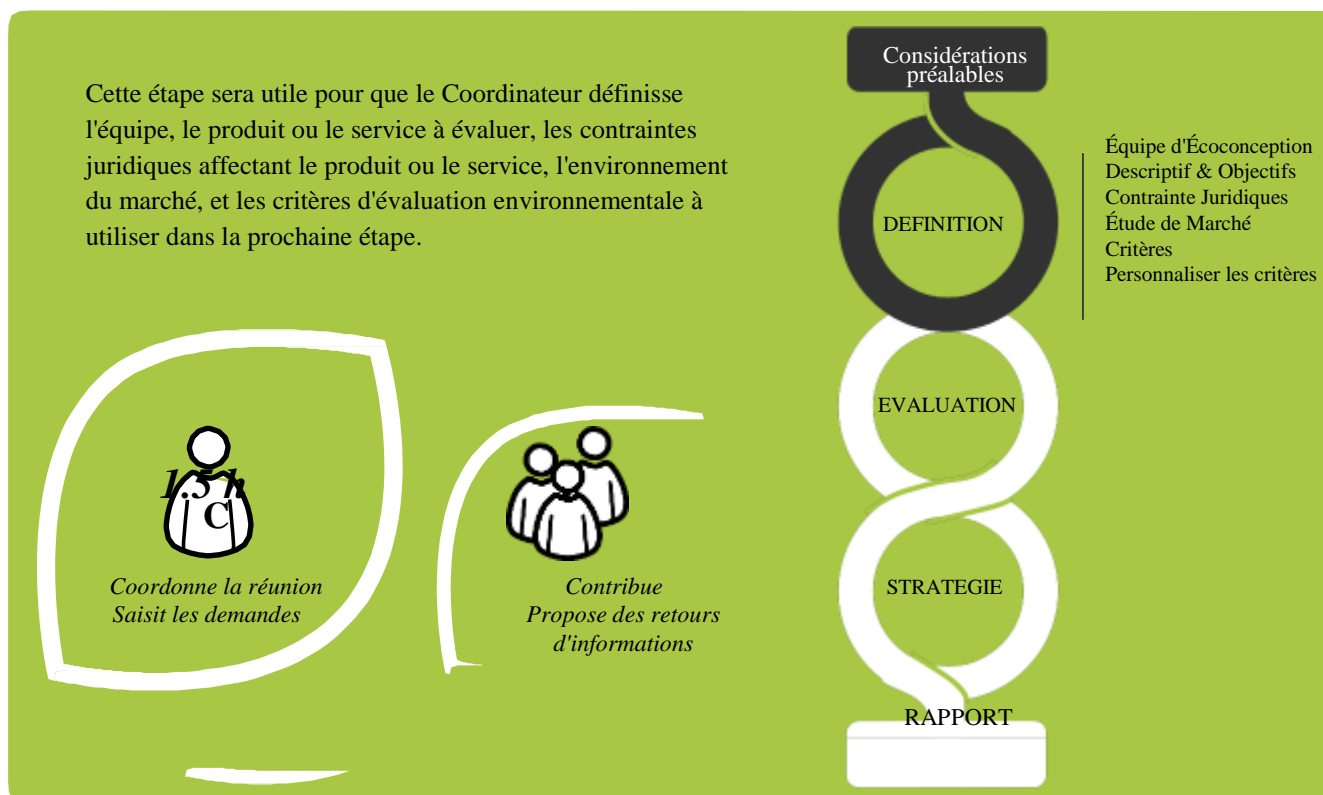 Cette étape sera utile pour que le Coordinateur définisse
l'équipe, le produit ou le service à évaluer, les contraintes
juridiques affectant le produit ou le service, l'environnement
du marché, et les critères d'évaluation environnementale à
utiliser dans la prochaine étape.
1.5 h
C
Coordonne la réunion
Saisit les demandes
Contribue
Propose des retours
d'informations
Considérations
préalables
DEFINITION
Équipe d'Écoconception
Descriptif & Objectifs
Contrainte Juridiques
Étude de Marché
Critères
Personnaliser les critères
EVALUATION
STRATEGIE
RAPPORT